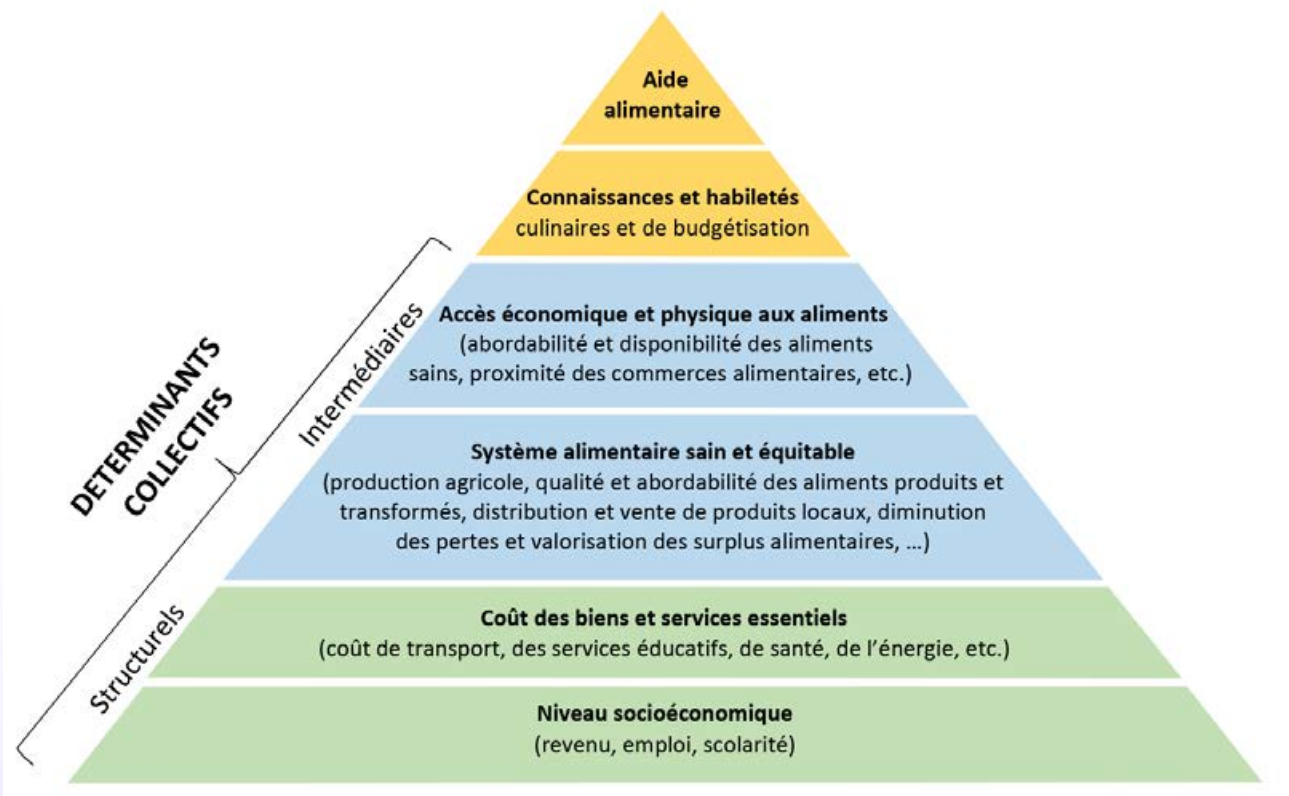 Aide
alimentaire
Connaissances et habiletés
culinaires et de budgétisation
Accès économique et physique aux aliments
(abordabilité et disponibilité des aliments
sains, proximité des commerces alimentaires, etc.)
Système alimentaire sain et équitable
(production agricole, qualité et abordabilité des aliments produits et
transformés, distribution et vente de produits locaux, diminution
des pertes et valorisation des surplus alimentaires, ...)
Coût des biens et services essentiels
(coût de transport, des services éducatifs, de santé, de l'énergie, etc.)
Niveau socioéconomique
(revenu, emploi, scolarité)
DETERMINANTS
COLLECTIFS
Intermédiaires
Structurels